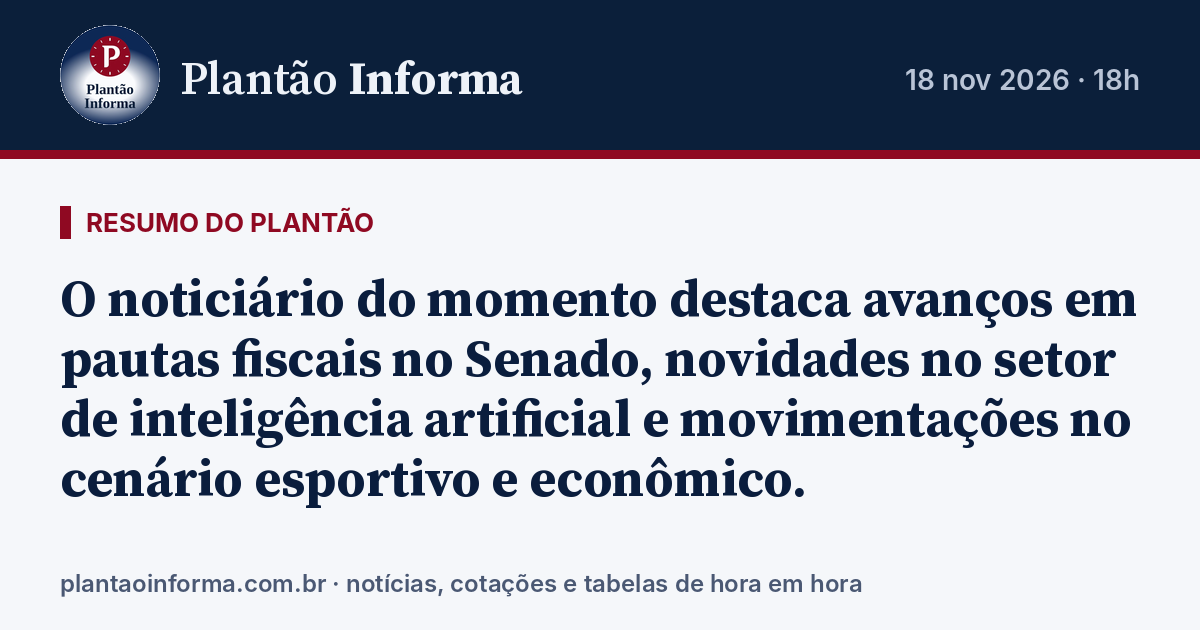 P
Plantão
Informa
Plantão Informa
18 nov 2026 · 18h
RESUMO DO PLANTÃO
O noticiário do momento destaca avanços em
pautas fiscais no Senado, novidades no setor
de inteligência artificial e movimentações no
cenário esportivo e econômico.
plantaoinforma.com.br · notícias, cotações e tabelas de hora em hora